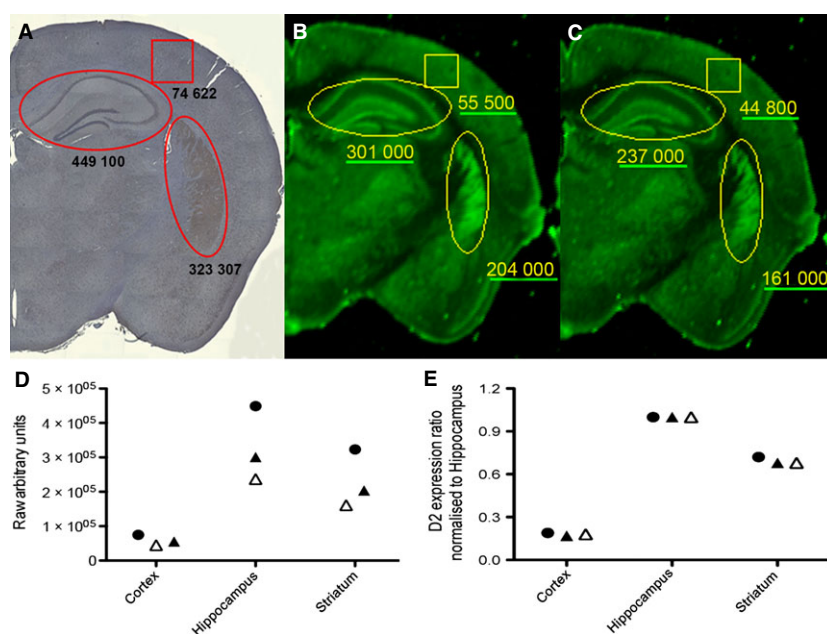 A
B
C
74 622
449 100
323 307
55 500
301 000
204 000
44 800
237 000
161 000
D
Raw arbitrary units
5 × 10⁰⁵
4 × 10⁰⁵
3 × 10⁰⁵
2 × 10⁰⁵
1 × 10⁰⁵
0
Cortex
Hippocampus
Striatum
E
D2 expression ratio
normalised to Hippocampus
1.2
0.9
0.6
0.3
0.0
Cortex
Hippocampus
Striatum